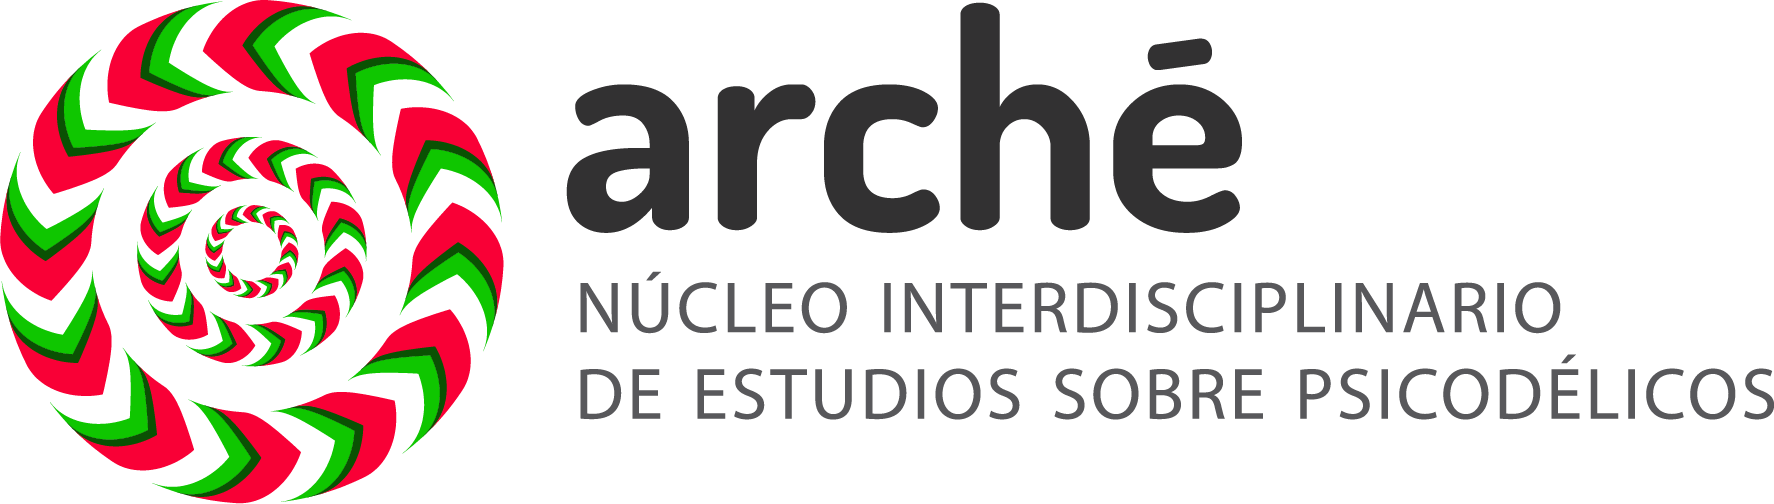 arché
NÚCLEO INTERDISCIPLINARIO
DE ESTUDIOS SOBRE PSICODÉLICOS